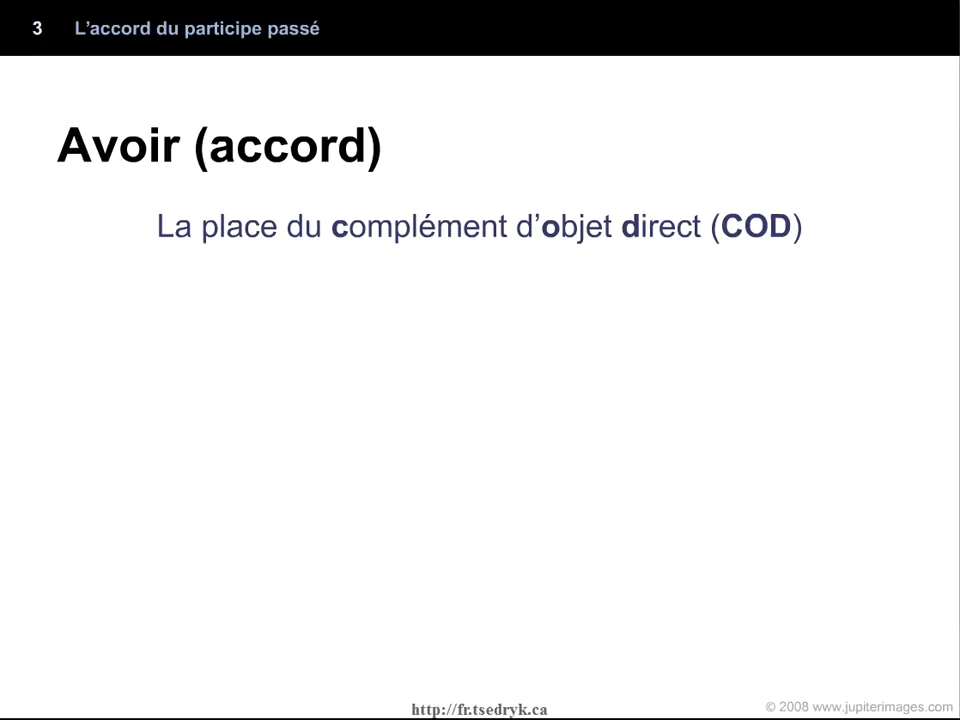 3 L’accord du participe passé
Avoir (accord)
La place du complément d’objet direct (COD)
http://fr.tsedryk.ca
© 2008 www.jupiterimages.com